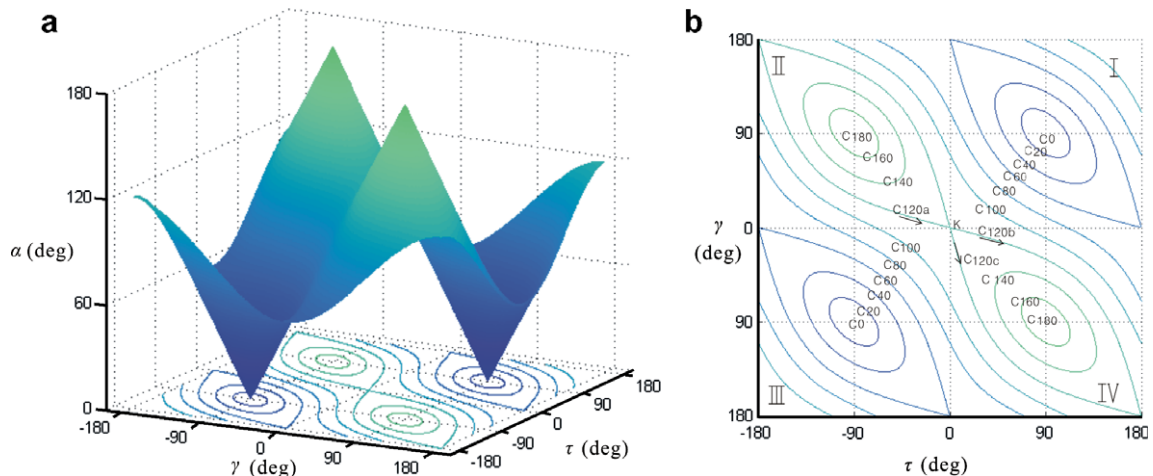 a
180
120
α (deg)
60
0
-180
-90
0
γ (deg)
90
180
-180
-90
0
90
180
τ (deg)
b
180
90
γ
0
(deg)
90
180
-180
-90
0
90
180
τ (deg)
II
I
C180
C160
C140
C120a
C0
C20
C40
C60
C80
C100
K
C120b
C120c
C100
C80
C60
C40
C20
C0
C 140
C160
C180
III
IV